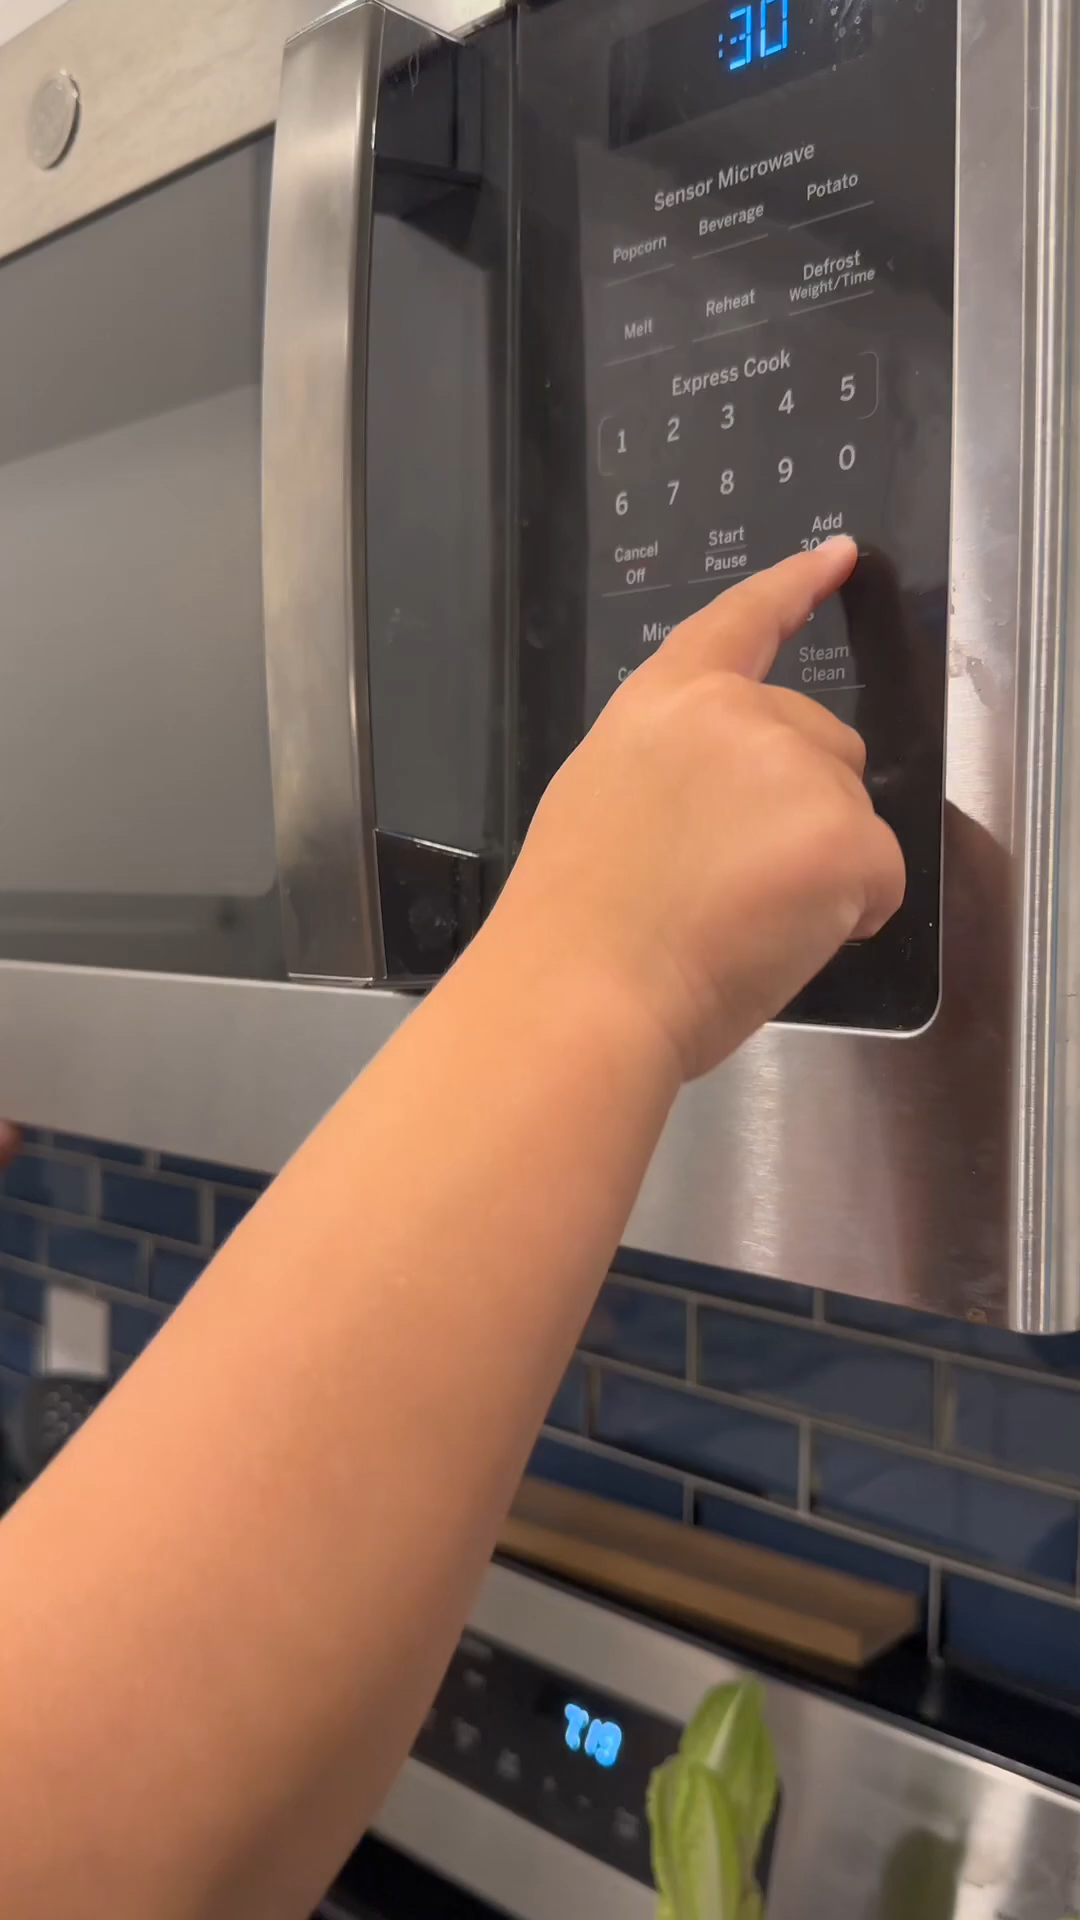 :30
Sensor Microwave
Popcorn Beverage Potato
Melt Reheat Defrost
Weight/Time
Express Cook
1 2 3 4 5
6 7 8 9 0
Cancel Start Add
Off Pause 30
Steam
Clean